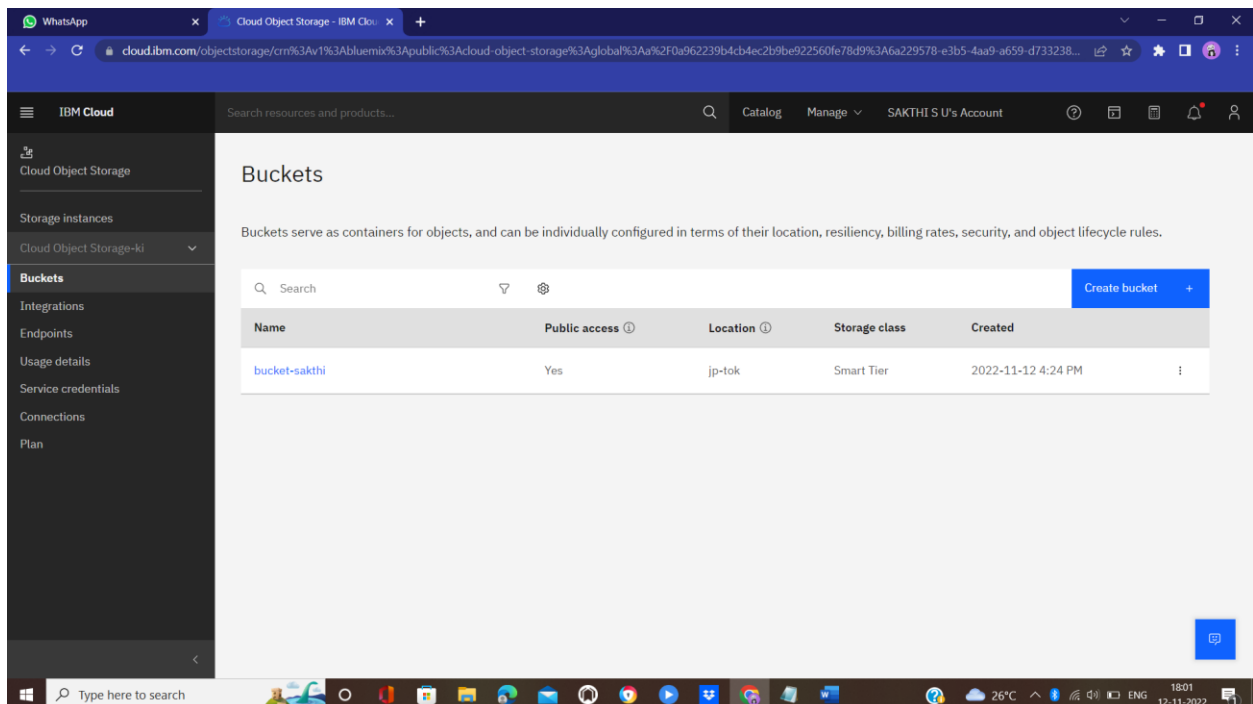 WhatsApp
Cloud Object Storage - IBM Clou
cloud.ibm.com/objectstorage/crn%3Av1%3Abluemix%3Apublic%3Acloud-object-storage%3Aglobal%3Aa%2F0a962239b4cb4ec2b9be922560fe78d9%3A6a229578-e3b5-4aa9-a659-d733238...
IBM Cloud
Search resources and products...
Catalog
Manage
SAKTHI S U's Account
Cloud Object Storage
Storage instances
Cloud Object Storage-ki
Buckets
Integrations
Endpoints
Usage details
Service credentials
Connections
Plan
Buckets
Buckets serve as containers for objects, and can be individually configured in terms of their location, resiliency, billing rates, security, and object lifecycle rules.
Search
Create bucket +
Name Public access Location Storage class Created
bucket-sakthi Yes jp-tok Smart Tier 2022-11-12 4:24 PM
Type here to search
26°C
ENG
18:01
12-11-2022